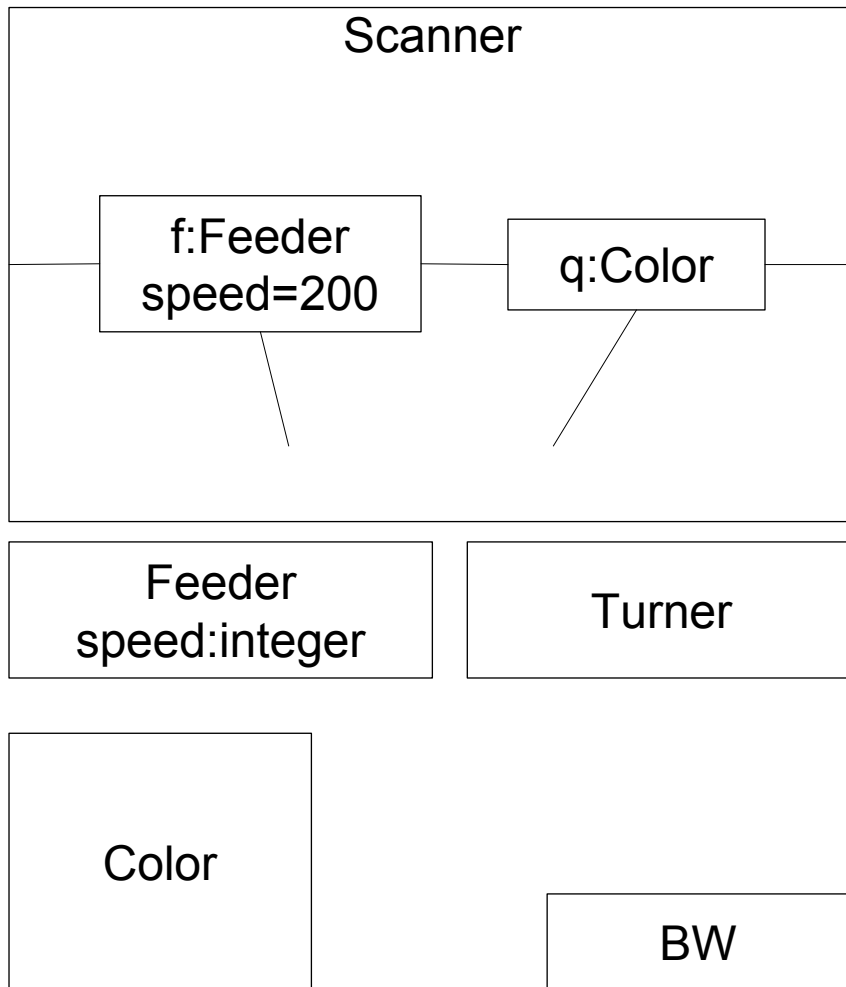 Scanner
f:Feeder
speed=200
q:Color
Feeder
speed:integer
Turner
Color
BW